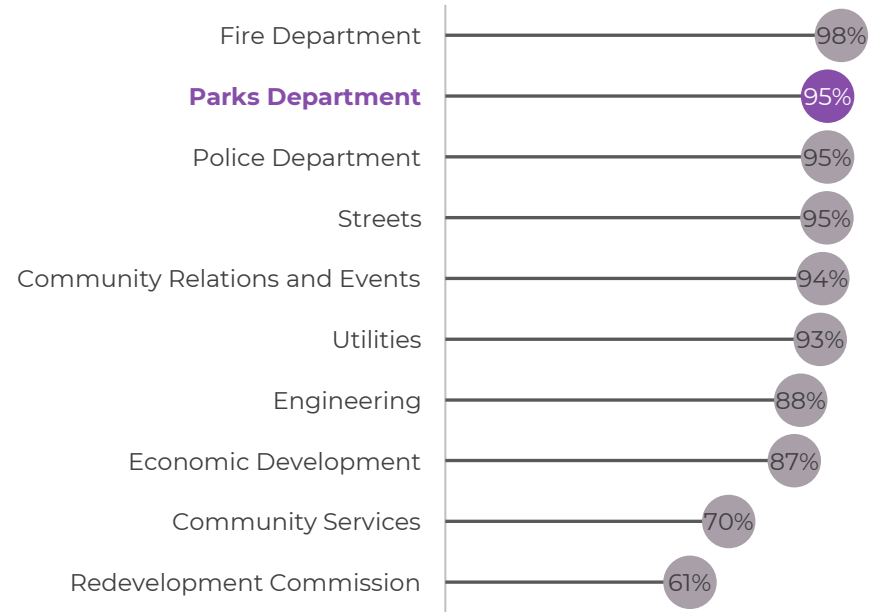 Fire Department 98%
Parks Department 95%
Police Department 95%
Streets 95%
Community Relations and Events 94%
Utilities 93%
Engineering 88%
Economic Development 87%
Community Services 70%
Redevelopment Commission 61%